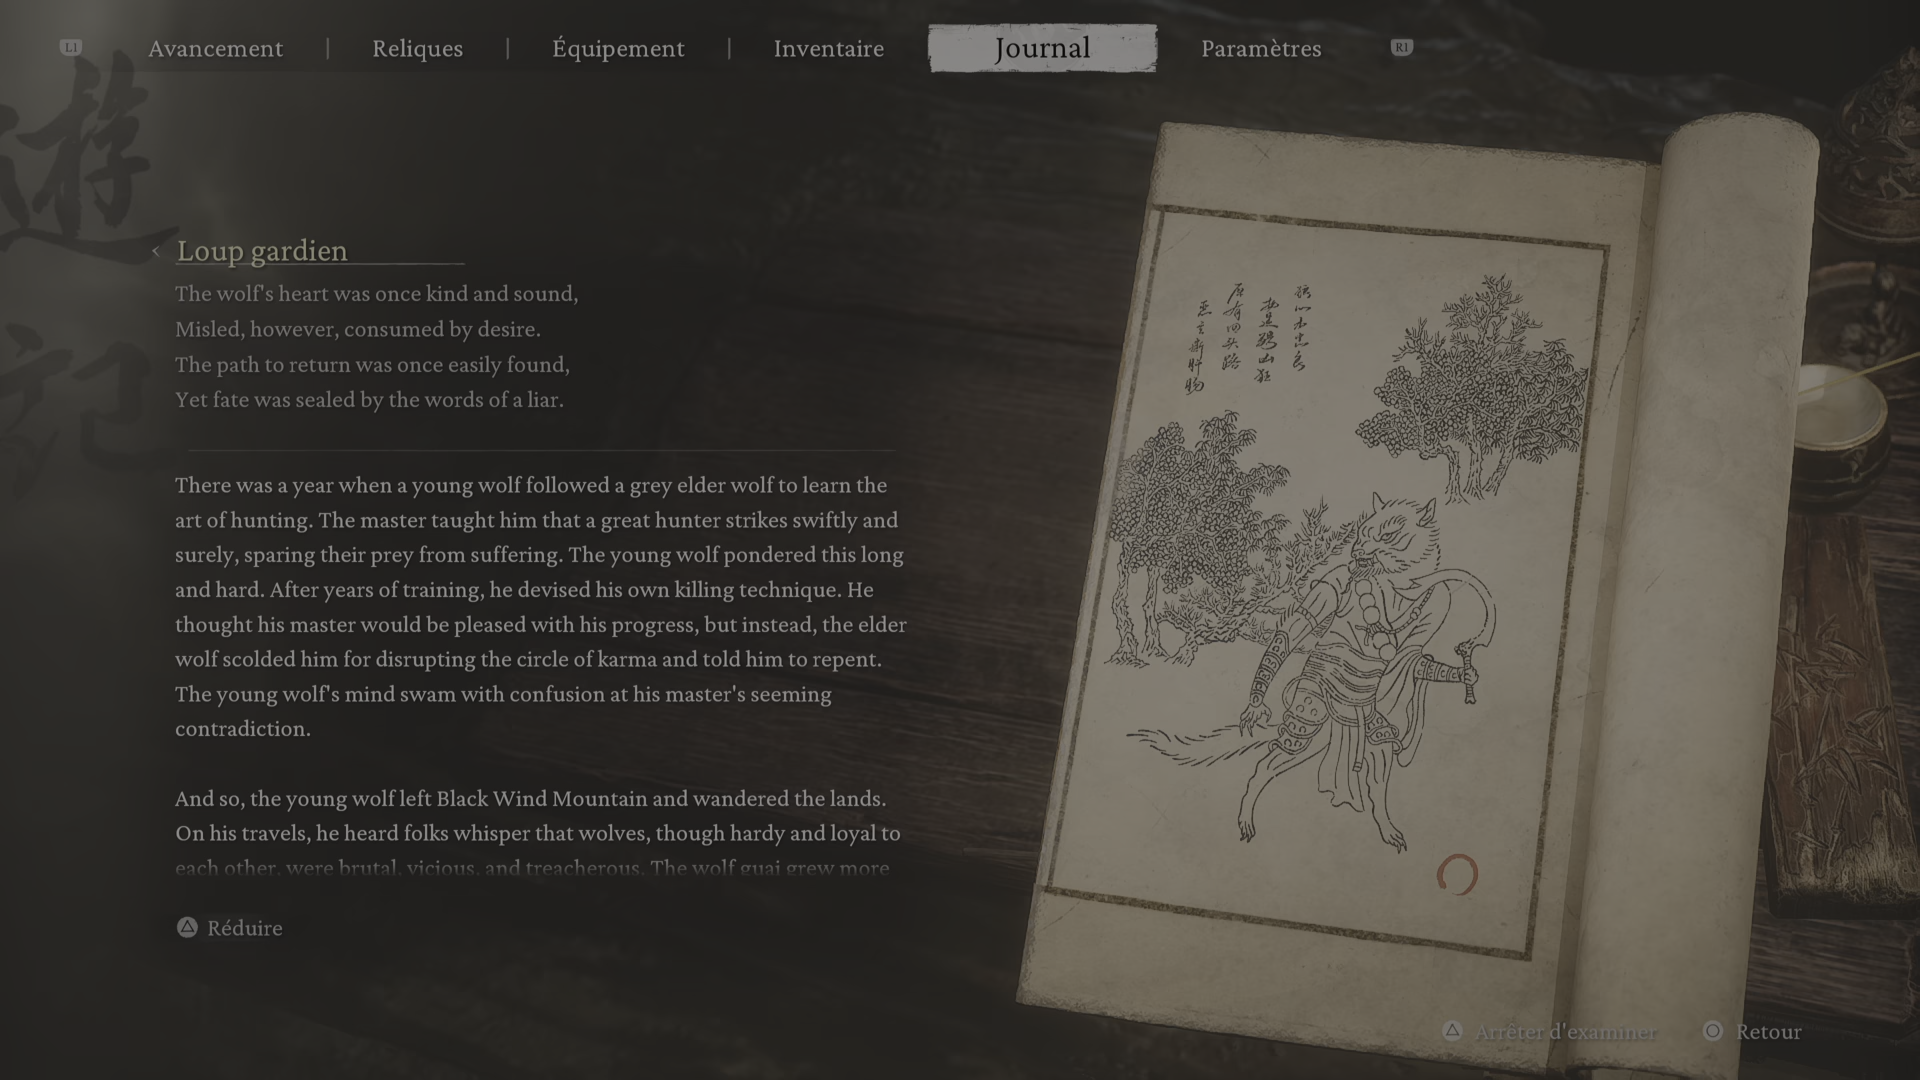 L1 Avancement | Reliques | Équipement | Inventaire Journal Paramètres R1
遊記
Loup gardien
The wolf's heart was once kind and sound,
Misled, however, consumed by desire.
The path to return was once easily found,
Yet fate was sealed by the words of a liar.
There was a year when a young wolf followed a grey elder wolf to learn the
art of hunting. The master taught him that a great hunter strikes swiftly and
surely, sparing their prey from suffering. The young wolf pondered this long
and hard. After years of training, he devised his own killing technique. He
thought his master would be pleased with his progress, but instead, the elder
wolf scolded him for disrupting the circle of karma and told him to repent.
The young wolf's mind swam with confusion at his master's seeming
contradiction.
And so, the young wolf left Black Wind Mountain and wandered the lands.
On his travels, he heard folks whisper that wolves, though hardy and loyal to
each other, were brutal, vicious, and treacherous. The wolf guai grew more
Réduire
Arrêter d'examiner
Retour